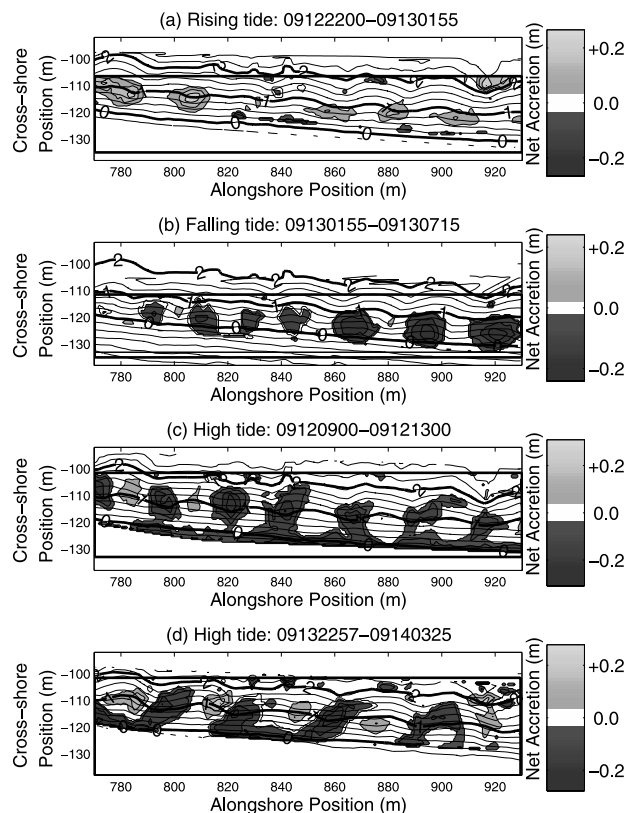 (a) Rising tide: 09122200−09130155
Cross−shore
Position (m)
−100
−110
−120
−130
780 800 820 840 860 880 900 920
Alongshore Position (m)
Net Accretion (m)
+0.2
0.0
−0.2
(b) Falling tide: 09130155−09130715
Cross−shore
Position (m)
−100
−110
−120
−130
780 800 820 840 860 880 900 920
Alongshore Position (m)
Net Accretion (m)
+0.2
0.0
−0.2
(c) High tide: 09120900−09121300
Cross−shore
Position (m)
−100
−110
−120
−130
780 800 820 840 860 880 900 920
Alongshore Position (m)
Net Accretion (m)
+0.2
0.0
−0.2
(d) High tide: 09132257−09140325
Cross−shore
Position (m)
−100
−110
−120
−130
780 800 820 840 860 880 900 920
Alongshore Position (m)
Net Accretion (m)
+0.2
0.0
−0.2